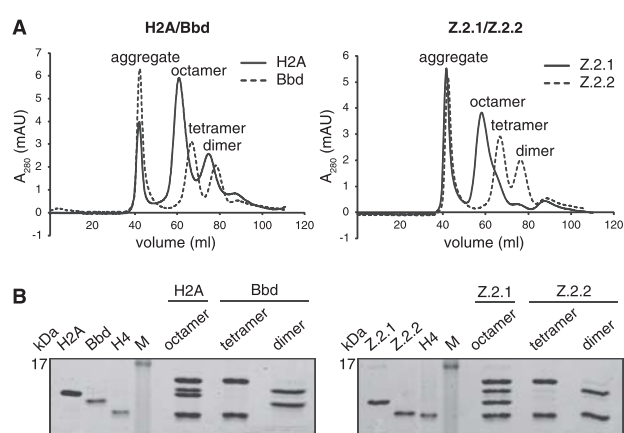 A
H2A/Bbd
7
6
5
4
3
2
1
0
-1
A280 (mAU)
aggregate
octamer
tetramer
dimer
H2A
Bbd
20 40 60 80 100 120
volume (ml)
Z.2.1/Z.2.2
6
5
4
3
2
1
0
-1
A280 (mAU)
aggregate
octamer
tetramer
dimer
Z.2.1
Z.2.2
20 40 60 80 100 120
volume (ml)
B
H2A Bbd
kDa H2A Bbd H4 M octamer tetramer dimer
17
Z.2.1 Z.2.2
kDa Z.2.1 Z.2.2 H4 M octamer tetramer dimer
17